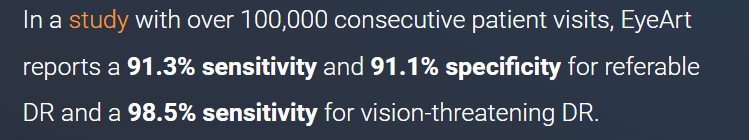 In a study with over 100,000 consecutive patient visits, EyeArt
reports a 91.3% sensitivity and 91.1% specificity for referable
DR and a 98.5% sensitivity for vision-threatening DR.